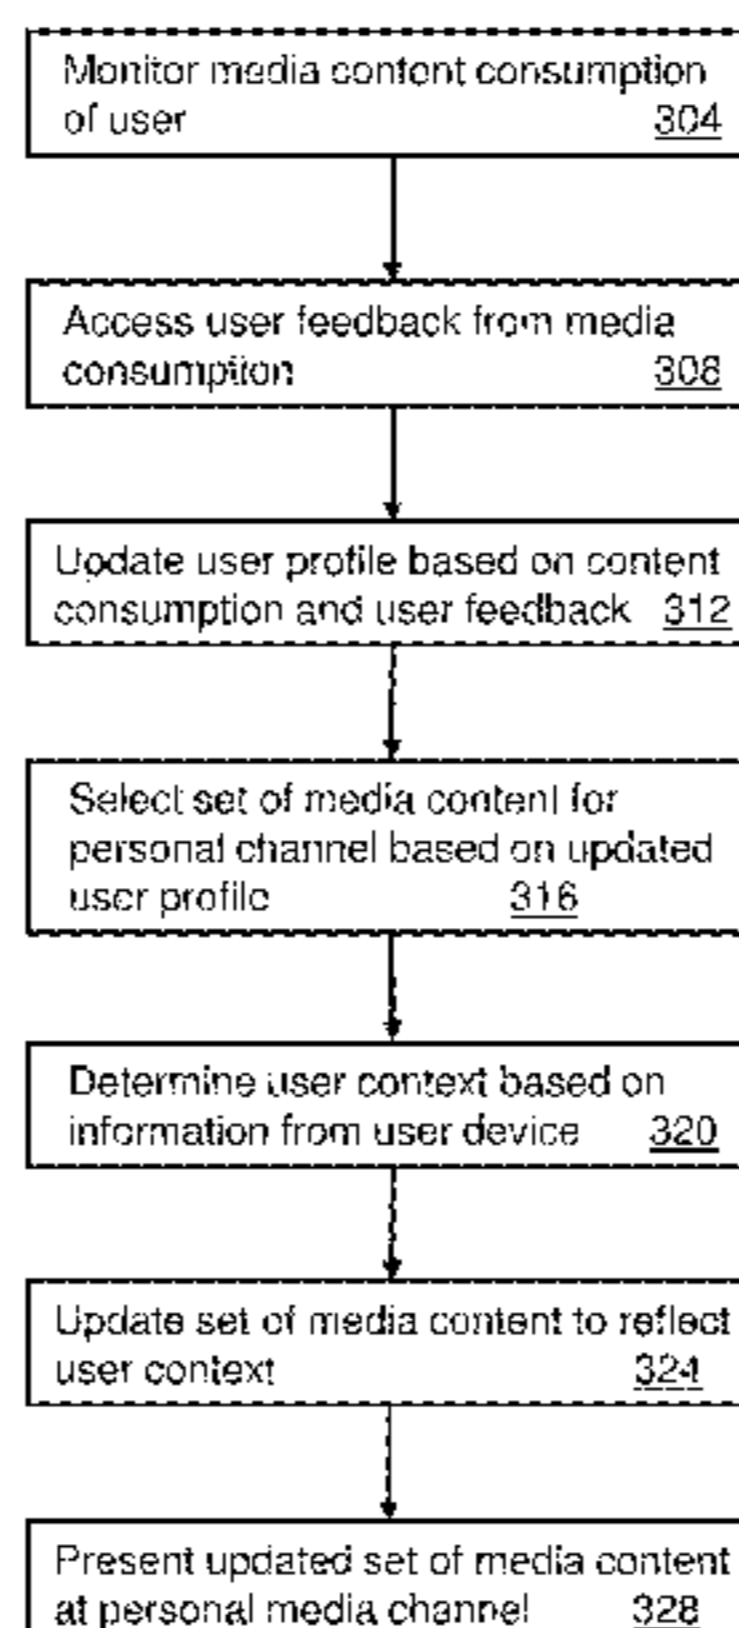 Monitor media content consumption
of user 304
Access user feedback from media
consumption 308
Update user profile based on content
consumption and user feedback 312
Select set of media content for
personal channel based on updated
user profile 316
Determine user context based on
information from user device 320
Update set of media content to reflect
user context 324
Present updated set of media content
at personal media channel 328